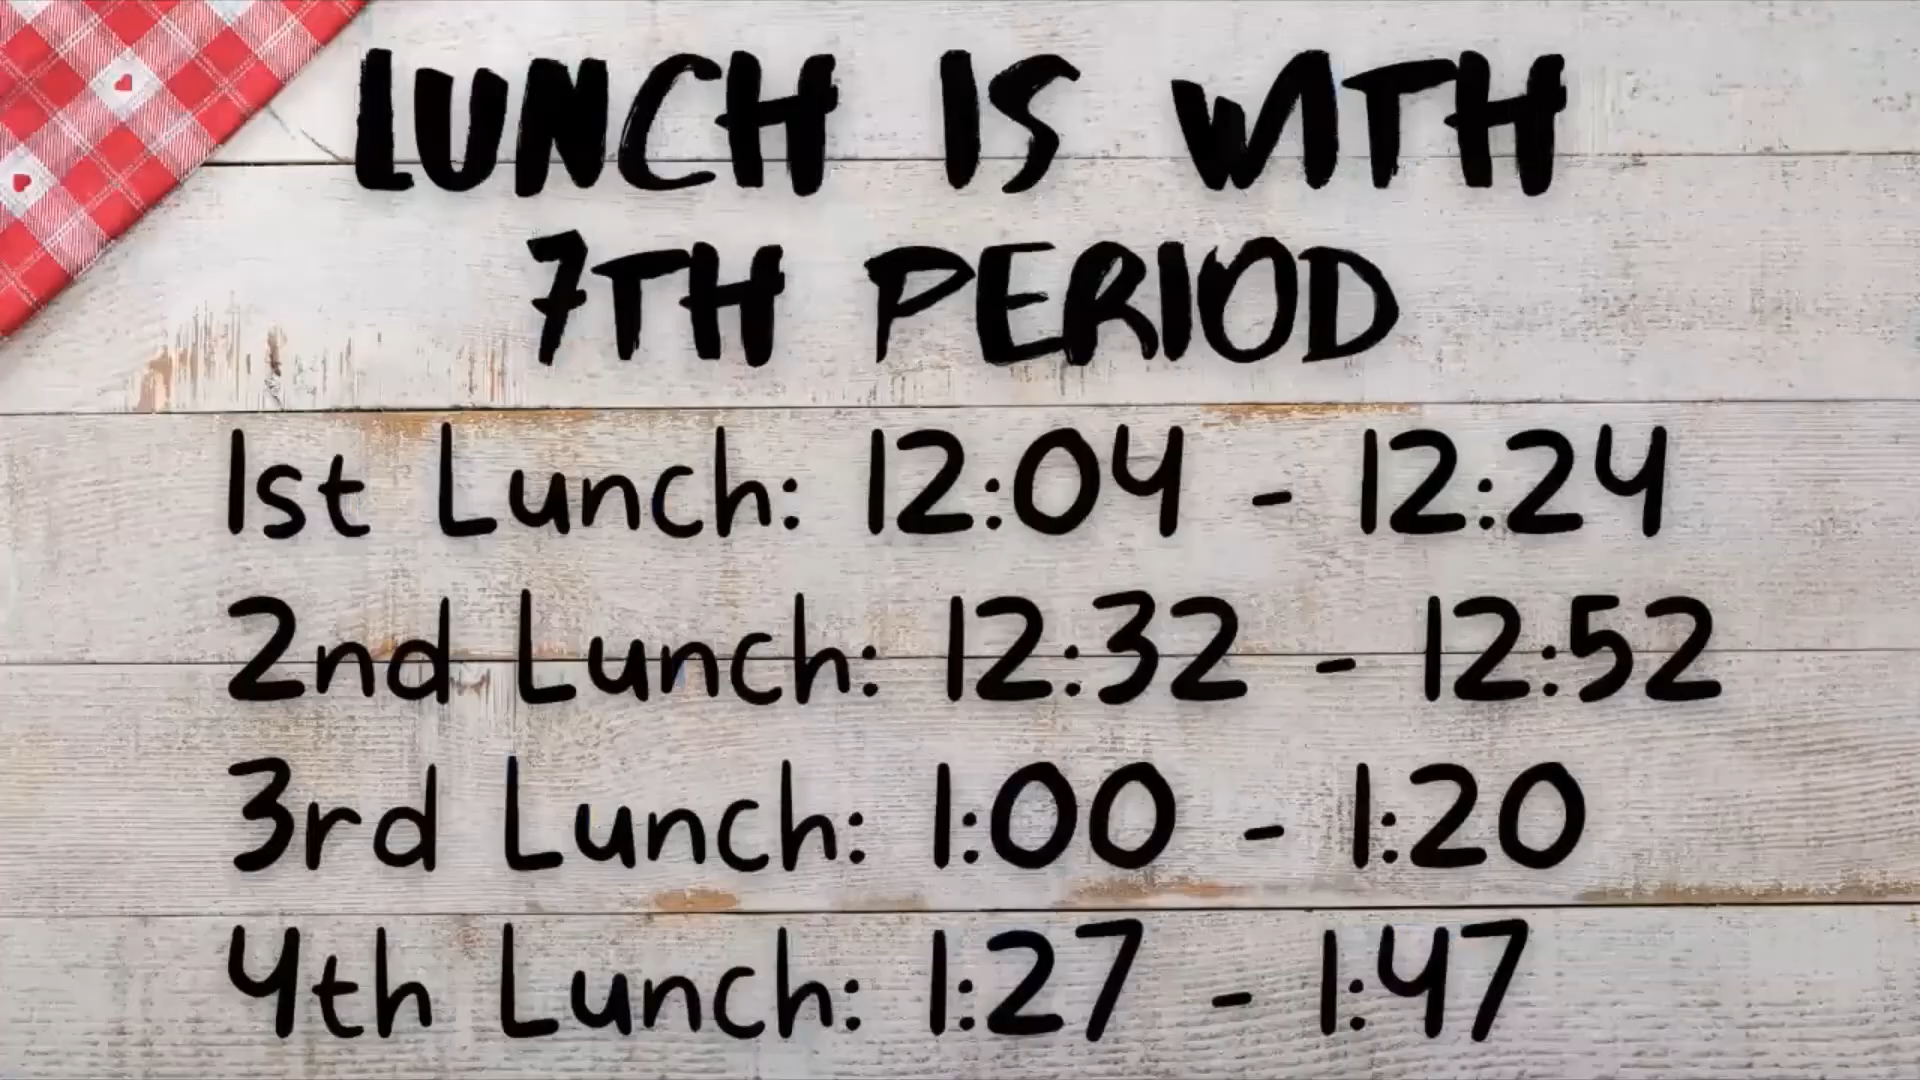 LUNCH IS WITH
7TH PERIOD
1st Lunch: 12:04 - 12:24
2nd Lunch: 12:32 - 12:52
3rd Lunch: 1:00 - 1:20
4th Lunch: 1:27 - 1:47